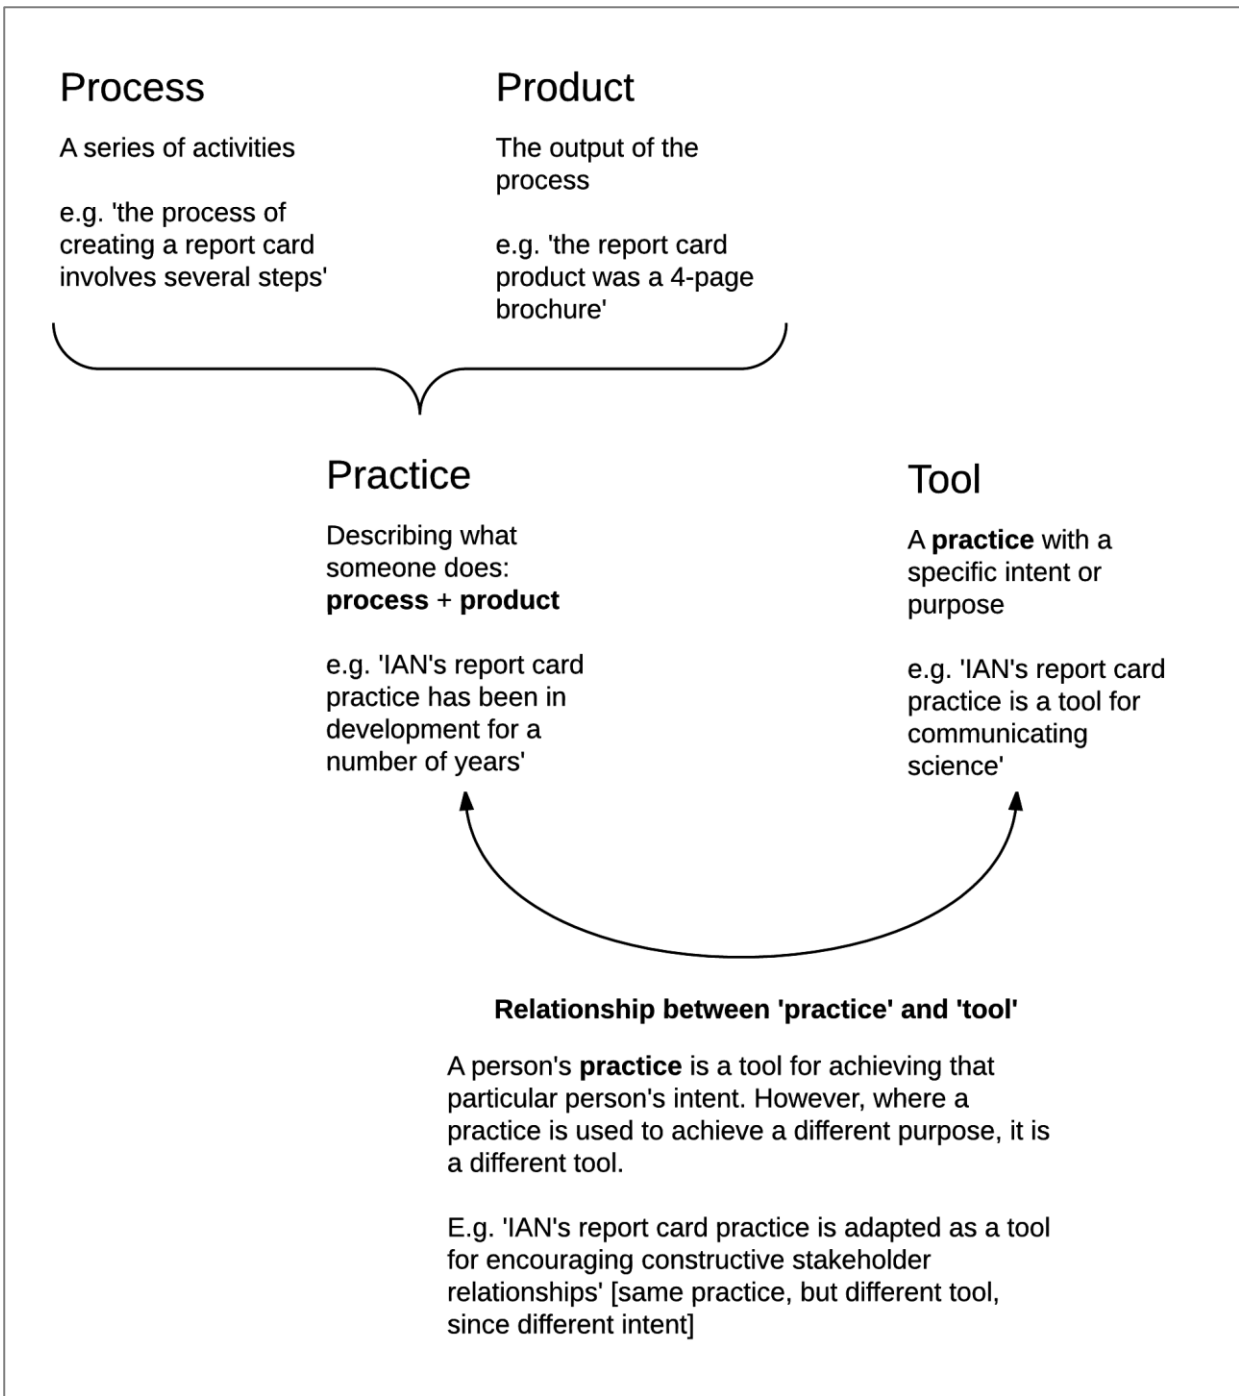 Process
A series of activities
e.g. 'the process of
creating a report card
involves several steps'
Product
The output of the
process
e.g. 'the report card
product was a 4-page
brochure'
Practice
Describing what
someone does:
process + product
e.g. 'IAN's report card
practice has been in
development for a
number of years'
Tool
A practice with a
specific intent or
purpose
e.g. 'IAN's report card
practice is a tool for
communicating
science'
Relationship between 'practice' and 'tool'
A person's practice is a tool for achieving that
particular person's intent. However, where a
practice is used to achieve a different purpose, it is
a different tool.
E.g. 'IAN's report card practice is adapted as a tool
for encouraging constructive stakeholder
relationships' [same practice, but different tool,
since different intent]